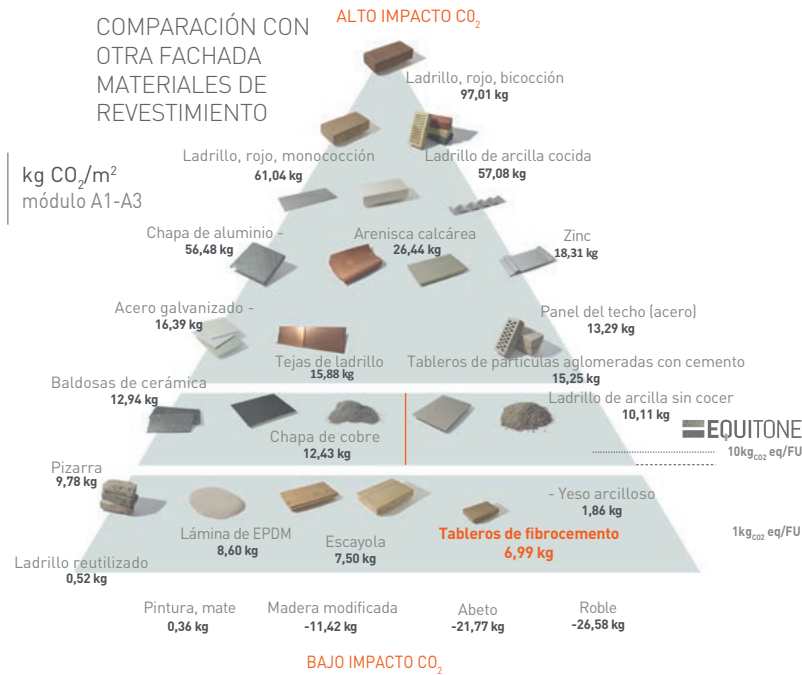 ALTO IMPACTO C0₂
COMPARACIÓN CON
OTRA FACHADA
MATERIALES DE
REVESTIMIENTO
kg CO₂/m²
módulo A1-A3
Ladrillo, rojo, bicocción
97,01 kg
Ladrillo, rojo, monococción
61,04 kg
Ladrillo de arcilla cocida
57,08 kg
Chapa de aluminio -
56,48 kg
Arenisca calcárea
26,44 kg
Zinc
18,31 kg
Acero galvanizado -
16,39 kg
Panel del techo (acero)
13,29 kg
Tejas de ladrillo
15,88 kg
Tableros de partículas aglomeradas con cemento
15,25 kg
Baldosas de cerámica
12,94 kg
Ladrillo de arcilla sin cocer
10,11 kg
Chapa de cobre
12,43 kg
EQUITONE
10kg CO2 eq/FU
Pizarra
9,78 kg
- Yeso arcilloso
1,86 kg
Lámina de EPDM
8,60 kg
Escayola
7,50 kg
Tableros de fibrocemento
6,99 kg
1kg CO2 eq/FU
Ladrillo reutilizado
0,52 kg
Pintura, mate
0,36 kg
Madera modificada
-11,42 kg
Abeto
-21,77 kg
Roble
-26,58 kg
BAJO IMPACTO CO₂